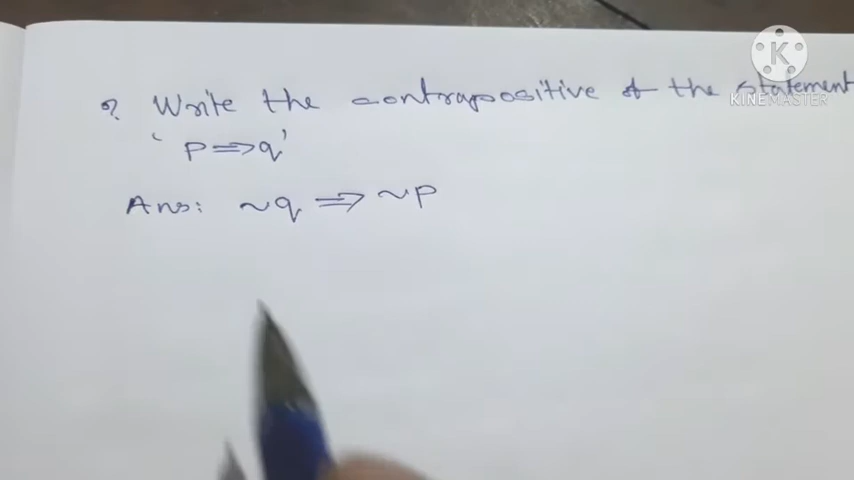 ? Write the contrapositive of the statement
' p⟹q'
Ans: ~q ⟹ ~p
KINEMASTER